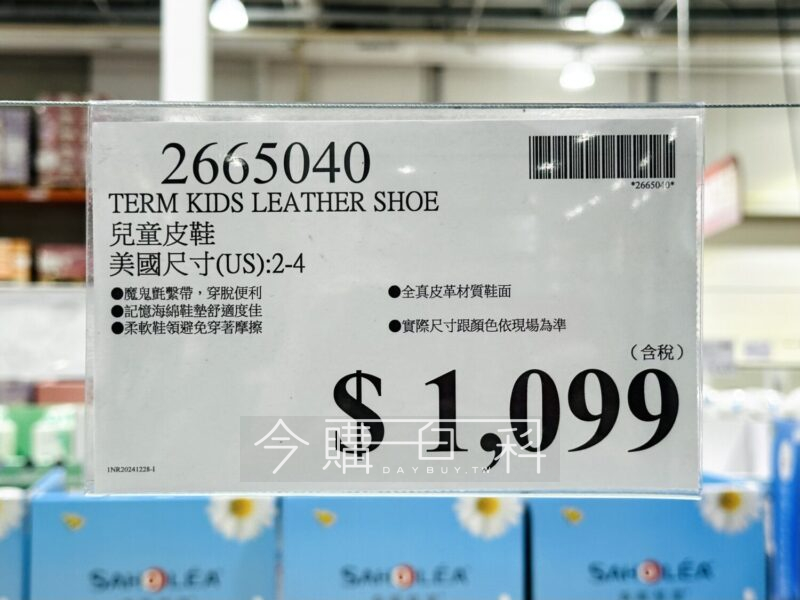 2665040
*2665040*
TERM KIDS LEATHER SHOE
兒童皮鞋
美國尺寸(US):2-4
●魔鬼氈繫帶，穿脫便利
●記憶海綿鞋墊舒適度佳
●柔軟鞋領避免穿著摩擦
●全真皮革材質鞋面
●實際尺寸跟顏色依現場為準
（含稅）
$ 1,099
今購百科
DAYBUY.TW
1NR20241228-1
SAHOLEA
SAHOLEA
SAHOLEA